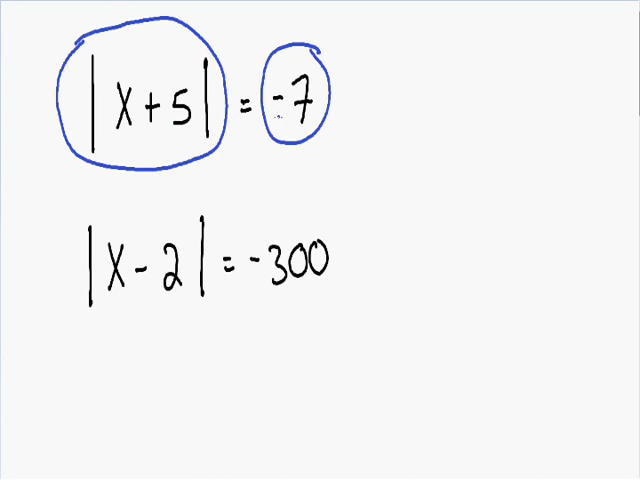 |x+5| = -7
|x-2| = -300